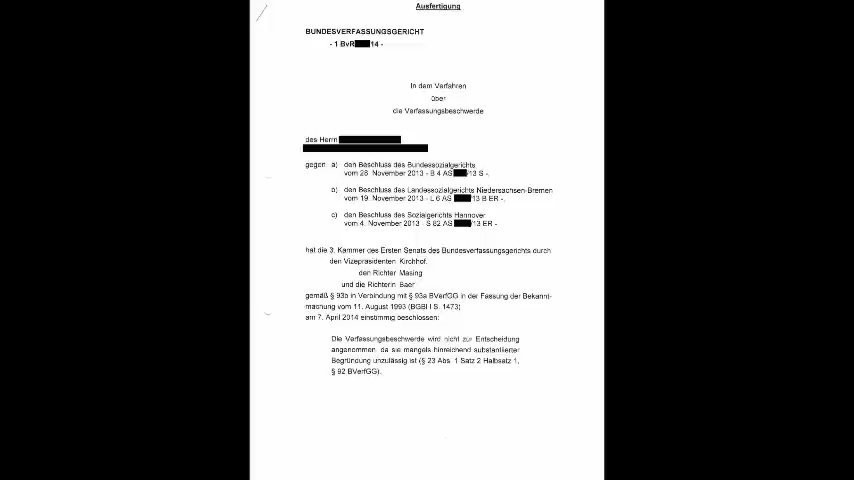 Ausfertigung
BUNDESVERFASSUNGSGERICHT
- 1 BvR 14 -
In dem Verfahren
über
die Verfassungsbeschwerde
des Herrn
gegen a) den Beschluss des Bundessozialgerichts
vom 28. November 2013 - B 4 AS /13 S -,
b) den Beschluss des Landessozialgerichts Niedersachsen-Bremen
vom 19. November 2013 - L 6 AS /13 B ER -,
c) den Beschluss des Sozialgerichts Hannover
vom 4. November 2013 - S 82 AS /13 ER -
hat die 3. Kammer des Ersten Senats des Bundesverfassungsgerichts durch
den Vizepräsidenten Kirchhof,
den Richter Masing
und die Richterin Baer
gemäß § 93b in Verbindung mit § 93a BVerfGG in der Fassung der Bekannt-
machung vom 11. August 1993 (BGBl I S. 1473)
am 7. April 2014 einstimmig beschlossen:
Die Verfassungsbeschwerde wird nicht zur Entscheidung
angenommen, da sie mangels hinreichend substantiierter
Begründung unzulässig ist (§ 23 Abs. 1 Satz 2 Halbsatz 1,
§ 92 BVerfGG).